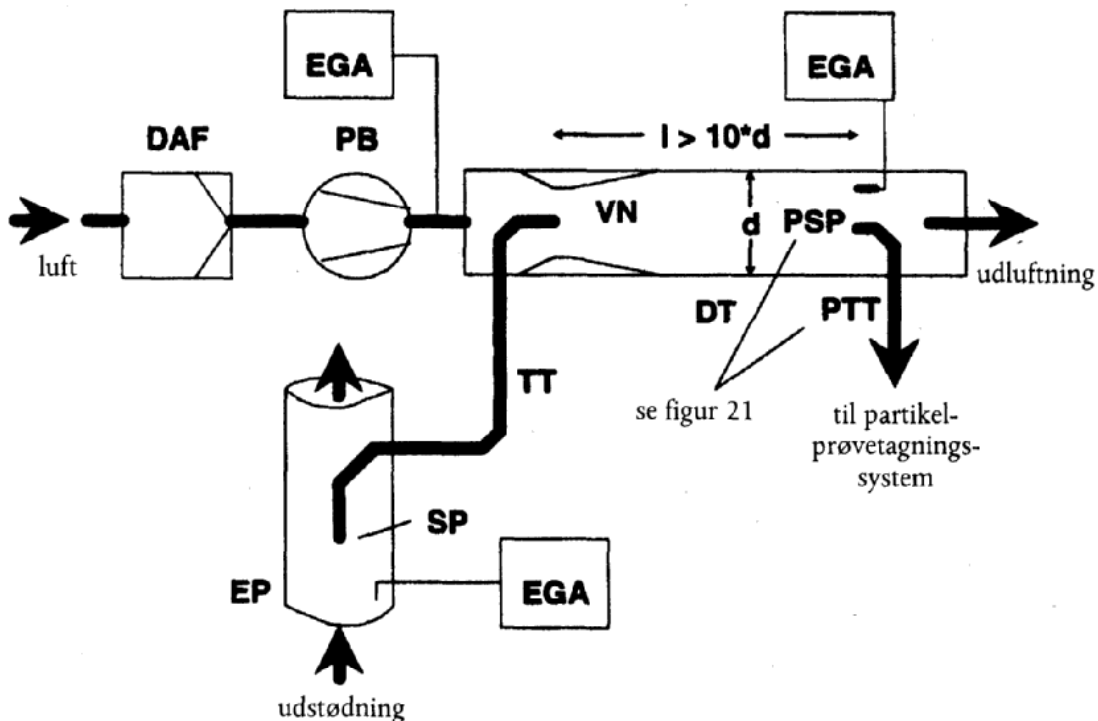 EGA
EGA
DAF
PB
l > 10*d
VN
d
PSP
luft
udluftning
DT
PTT
TT
se figur 21
til partikel-
prøvetagnings-
system
SP
EP
EGA
udstødning